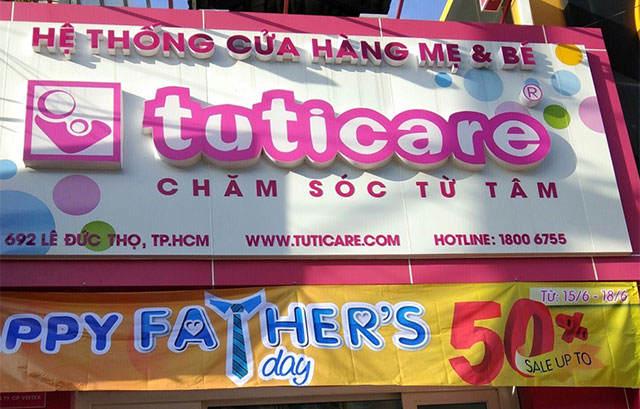 HỆ THỐNG CỬA HÀNG MẸ & BÉ
tuticare®
CHĂM SÓC TỪ TÂM
692 LÊ ĐỨC THỌ, TP.HCM WWW.TUTICARE.COM HOTLINE: 1800 6755
Từ: 15/6 - 18/6
PPY FATHER'S day
50%
SALE UP TO